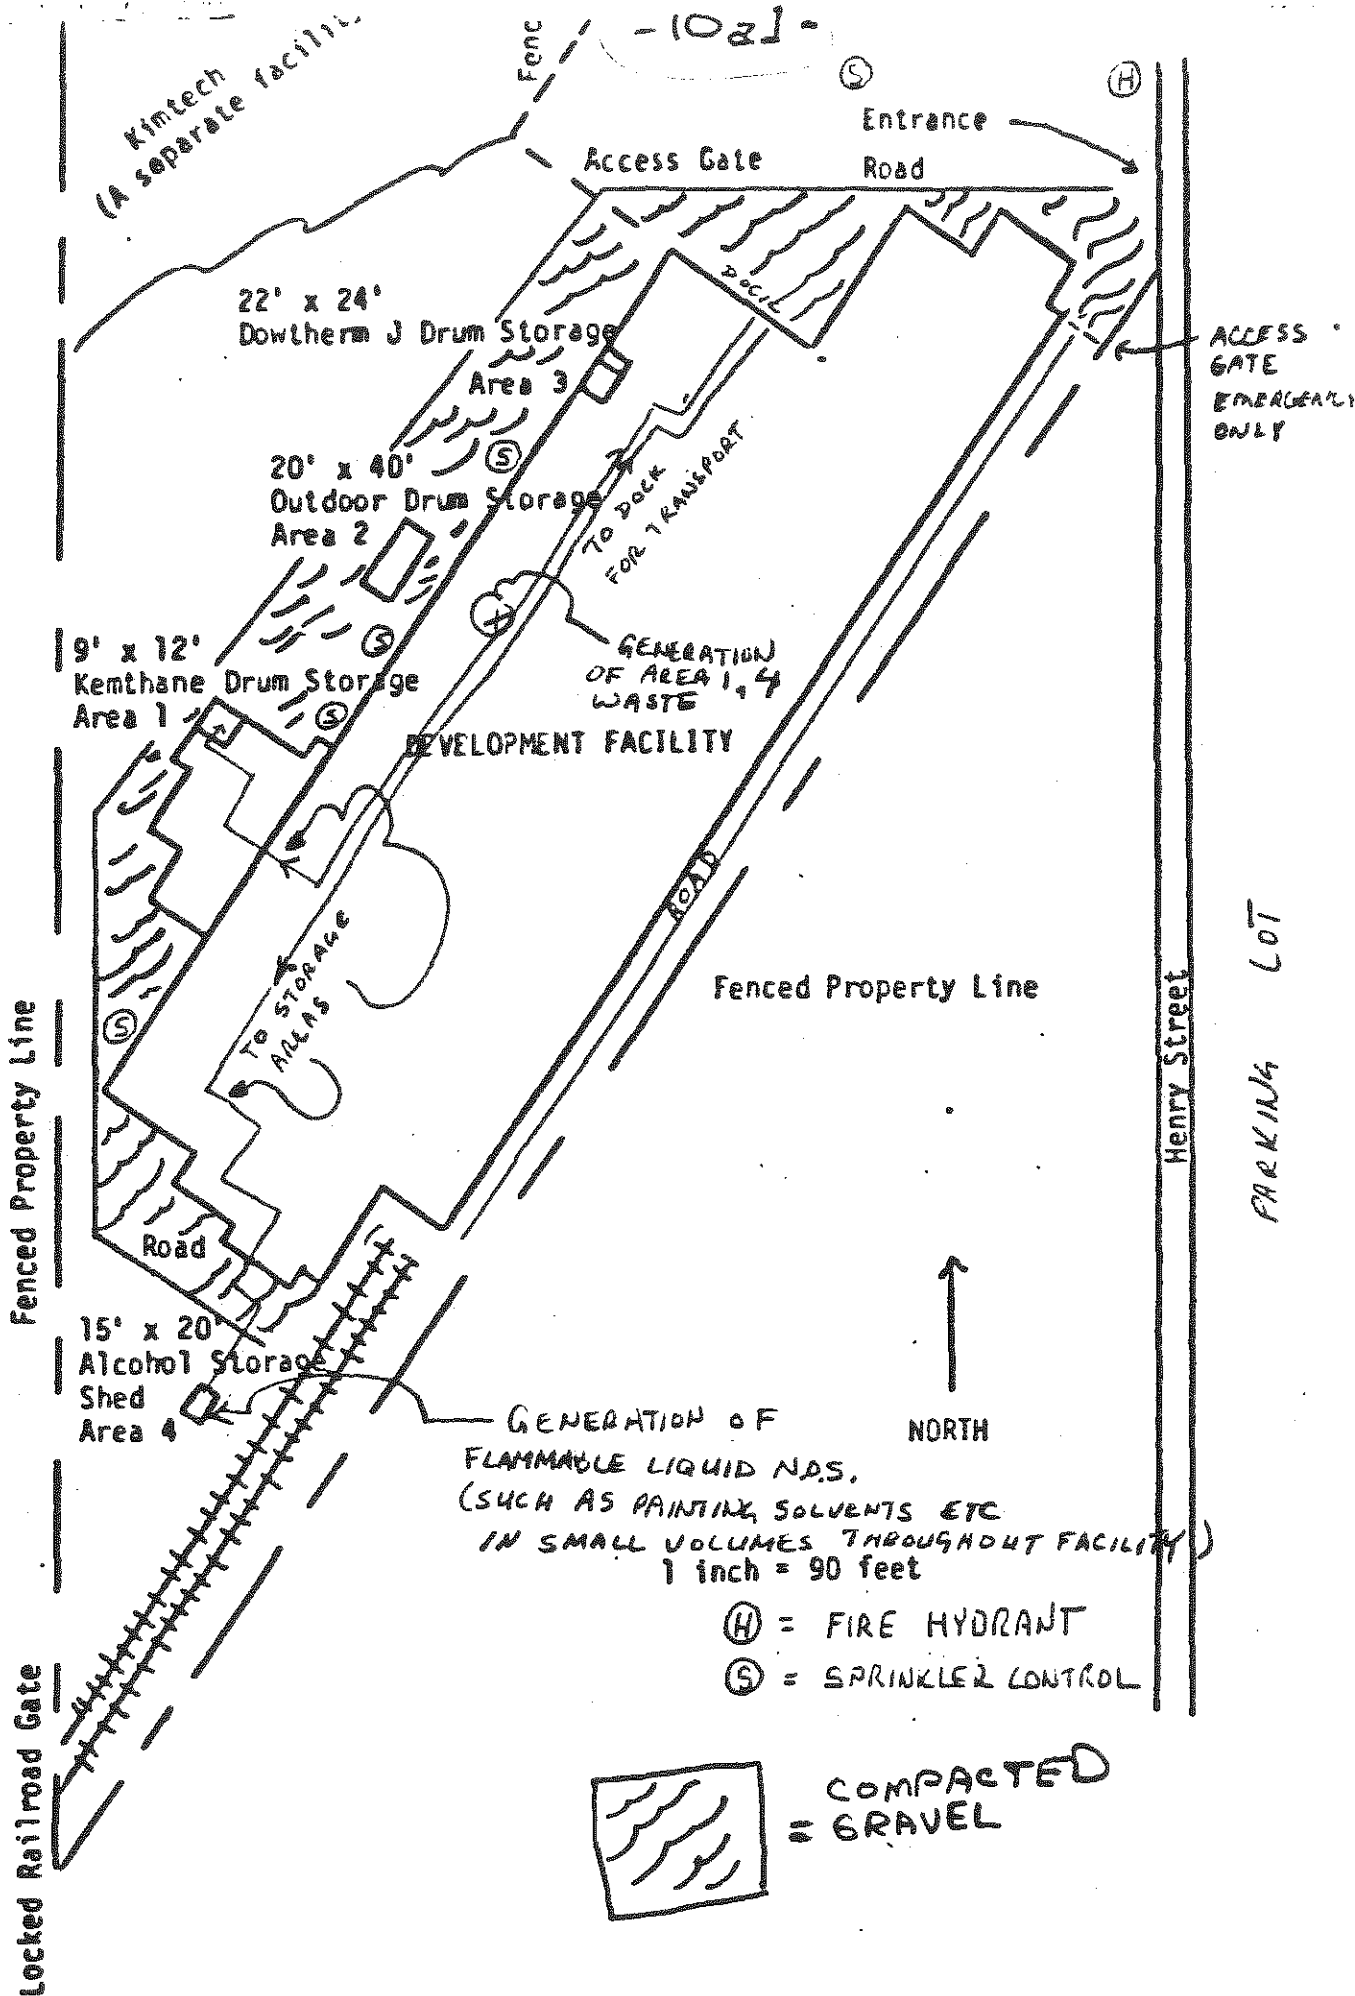 -10a1-
Kimtech
(A separate facility
Fenc
S
H
Entrance
Road
Access Gate
DOCK
22' x 24'
Dowtherm J Drum Storage
Area 3
ACCESS
GATE
EMERGENCY
ONLY
S
20' x 40'
Outdoor Drum Storage
Area 2
TO DOCK
FOR TRANSPORT
X
S
GENERATION
OF AREA 1, 4
WASTE
9' x 12'
Kemthane Drum Storage
Area 1
S
DEVELOPMENT FACILITY
ROAD
TO STORAGE
AREAS
Fenced Property Line
Henry Street
PARKING LOT
S
Fenced Property Line
Road
15' x 20'
Alcohol Storage
Shed
Area 4
NORTH
GENERATION OF
FLAMMABLE LIQUID N.O.S.
(SUCH AS PAINTING SOLVENTS ETC
IN SMALL VOLUMES THROUGHOUT FACILITY)
1 inch = 90 feet
H = FIRE HYDRANT
S = SPRINKLER CONTROL
Locked Railroad Gate
= COMPACTED
GRAVEL